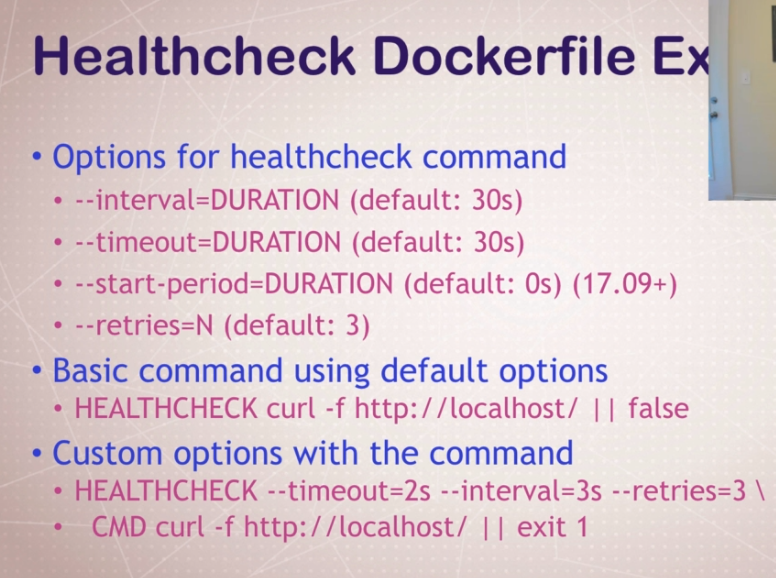 Healthcheck Dockerfile Ex
• Options for healthcheck command
• --interval=DURATION (default: 30s)
• --timeout=DURATION (default: 30s)
• --start-period=DURATION (default: 0s) (17.09+)
• --retries=N (default: 3)
• Basic command using default options
• HEALTHCHECK curl -f http://localhost/ || false
• Custom options with the command
• HEALTHCHECK --timeout=2s --interval=3s --retries=3 \
• CMD curl -f http://localhost/ || exit 1